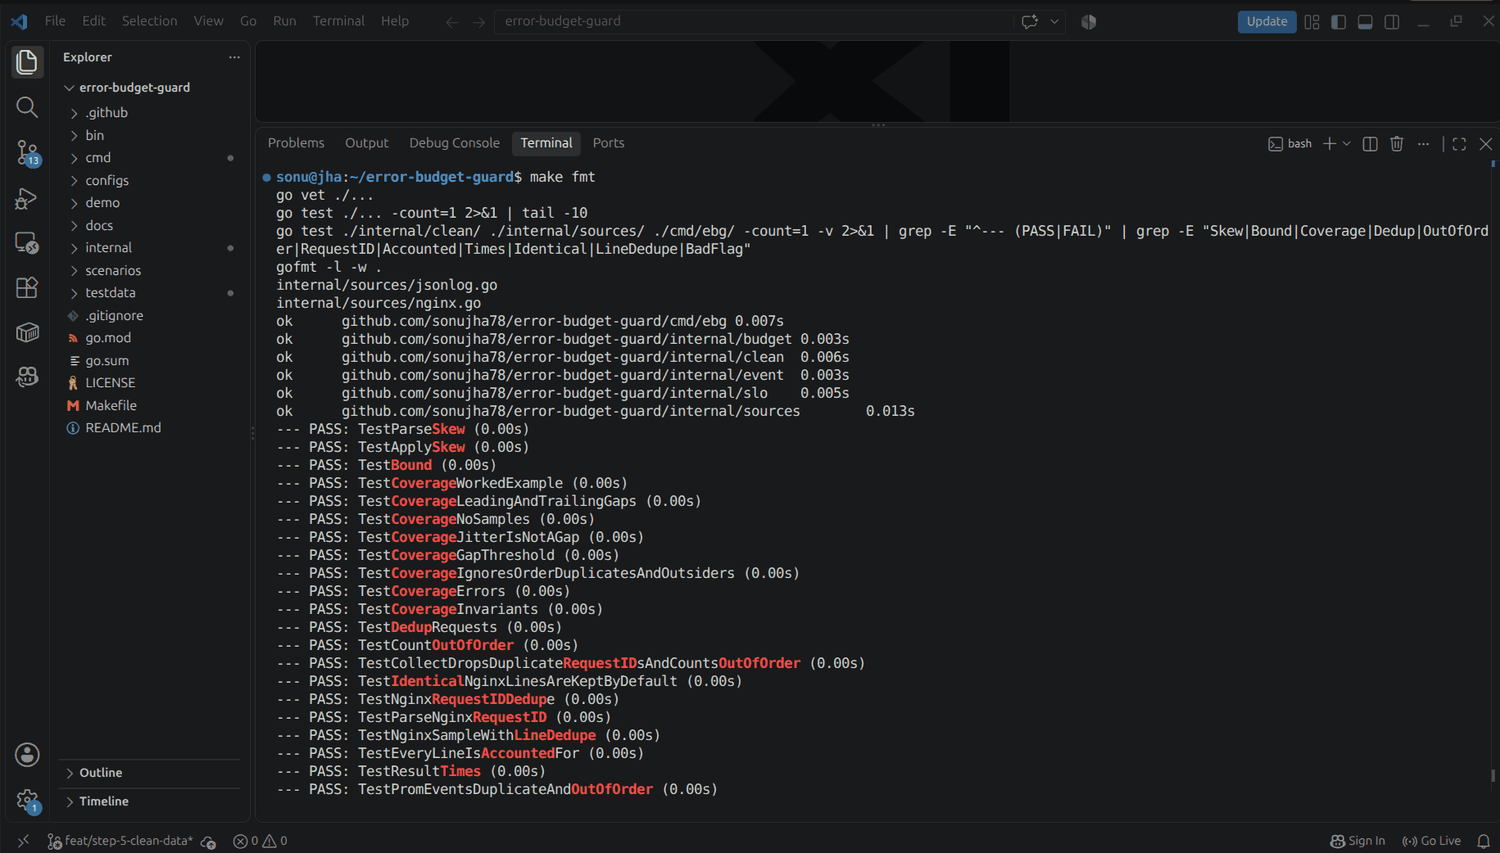 File Edit Selection View Go Run Terminal Help
error-budget-guard
Update
Explorer
error-budget-guard
.github
bin
cmd
configs
demo
docs
internal
scenarios
testdata
.gitignore
go.mod
go.sum
LICENSE
Makefile
README.md
Outline
Timeline
13
1
Problems Output Debug Console Terminal Ports
bash
sonu@jha:~/error-budget-guard$ make fmt
go vet ./...
go test ./... -count=1 2>&1 | tail -10
go test ./internal/clean/ ./internal/sources/ ./cmd/ebg/ -count=1 -v 2>&1 | grep -E "^--- (PASS|FAIL)" | grep -E "Skew|Bound|Coverage|Dedup|OutOfOrd
er|RequestID|Accounted|Times|Identical|LineDedupe|BadFlag"
gofmt -l -w .
internal/sources/jsonlog.go
internal/sources/nginx.go
ok github.com/sonujha78/error-budget-guard/cmd/ebg 0.007s
ok github.com/sonujha78/error-budget-guard/internal/budget 0.003s
ok github.com/sonujha78/error-budget-guard/internal/clean 0.006s
ok github.com/sonujha78/error-budget-guard/internal/event 0.003s
ok github.com/sonujha78/error-budget-guard/internal/slo 0.005s
ok github.com/sonujha78/error-budget-guard/internal/sources 0.013s
--- PASS: TestParseSkew (0.00s)
--- PASS: TestApplySkew (0.00s)
--- PASS: TestBound (0.00s)
--- PASS: TestCoverageWorkedExample (0.00s)
--- PASS: TestCoverageLeadingAndTrailingGaps (0.00s)
--- PASS: TestCoverageNoSamples (0.00s)
--- PASS: TestCoverageJitterIsNotAGap (0.00s)
--- PASS: TestCoverageGapThreshold (0.00s)
--- PASS: TestCoverageIgnoresOrderDuplicatesAndOutsiders (0.00s)
--- PASS: TestCoverageErrors (0.00s)
--- PASS: TestCoverageInvariants (0.00s)
--- PASS: TestDedupRequests (0.00s)
--- PASS: TestCountOutOfOrder (0.00s)
--- PASS: TestCollectDropsDuplicateRequestIDsAndCountsOutOfOrder (0.00s)
--- PASS: TestIdenticalNginxLinesAreKeptByDefault (0.00s)
--- PASS: TestNginxRequestIDDedupe (0.00s)
--- PASS: TestParseNginxRequestID (0.00s)
--- PASS: TestNginxSampleWithLineDedupe (0.00s)
--- PASS: TestEveryLineIsAccountedFor (0.00s)
--- PASS: TestResultTimes (0.00s)
--- PASS: TestPromEventsDuplicateAndOutOfOrder (0.00s)
feat/step-5-clean-data* 0 0
Sign In Go Live